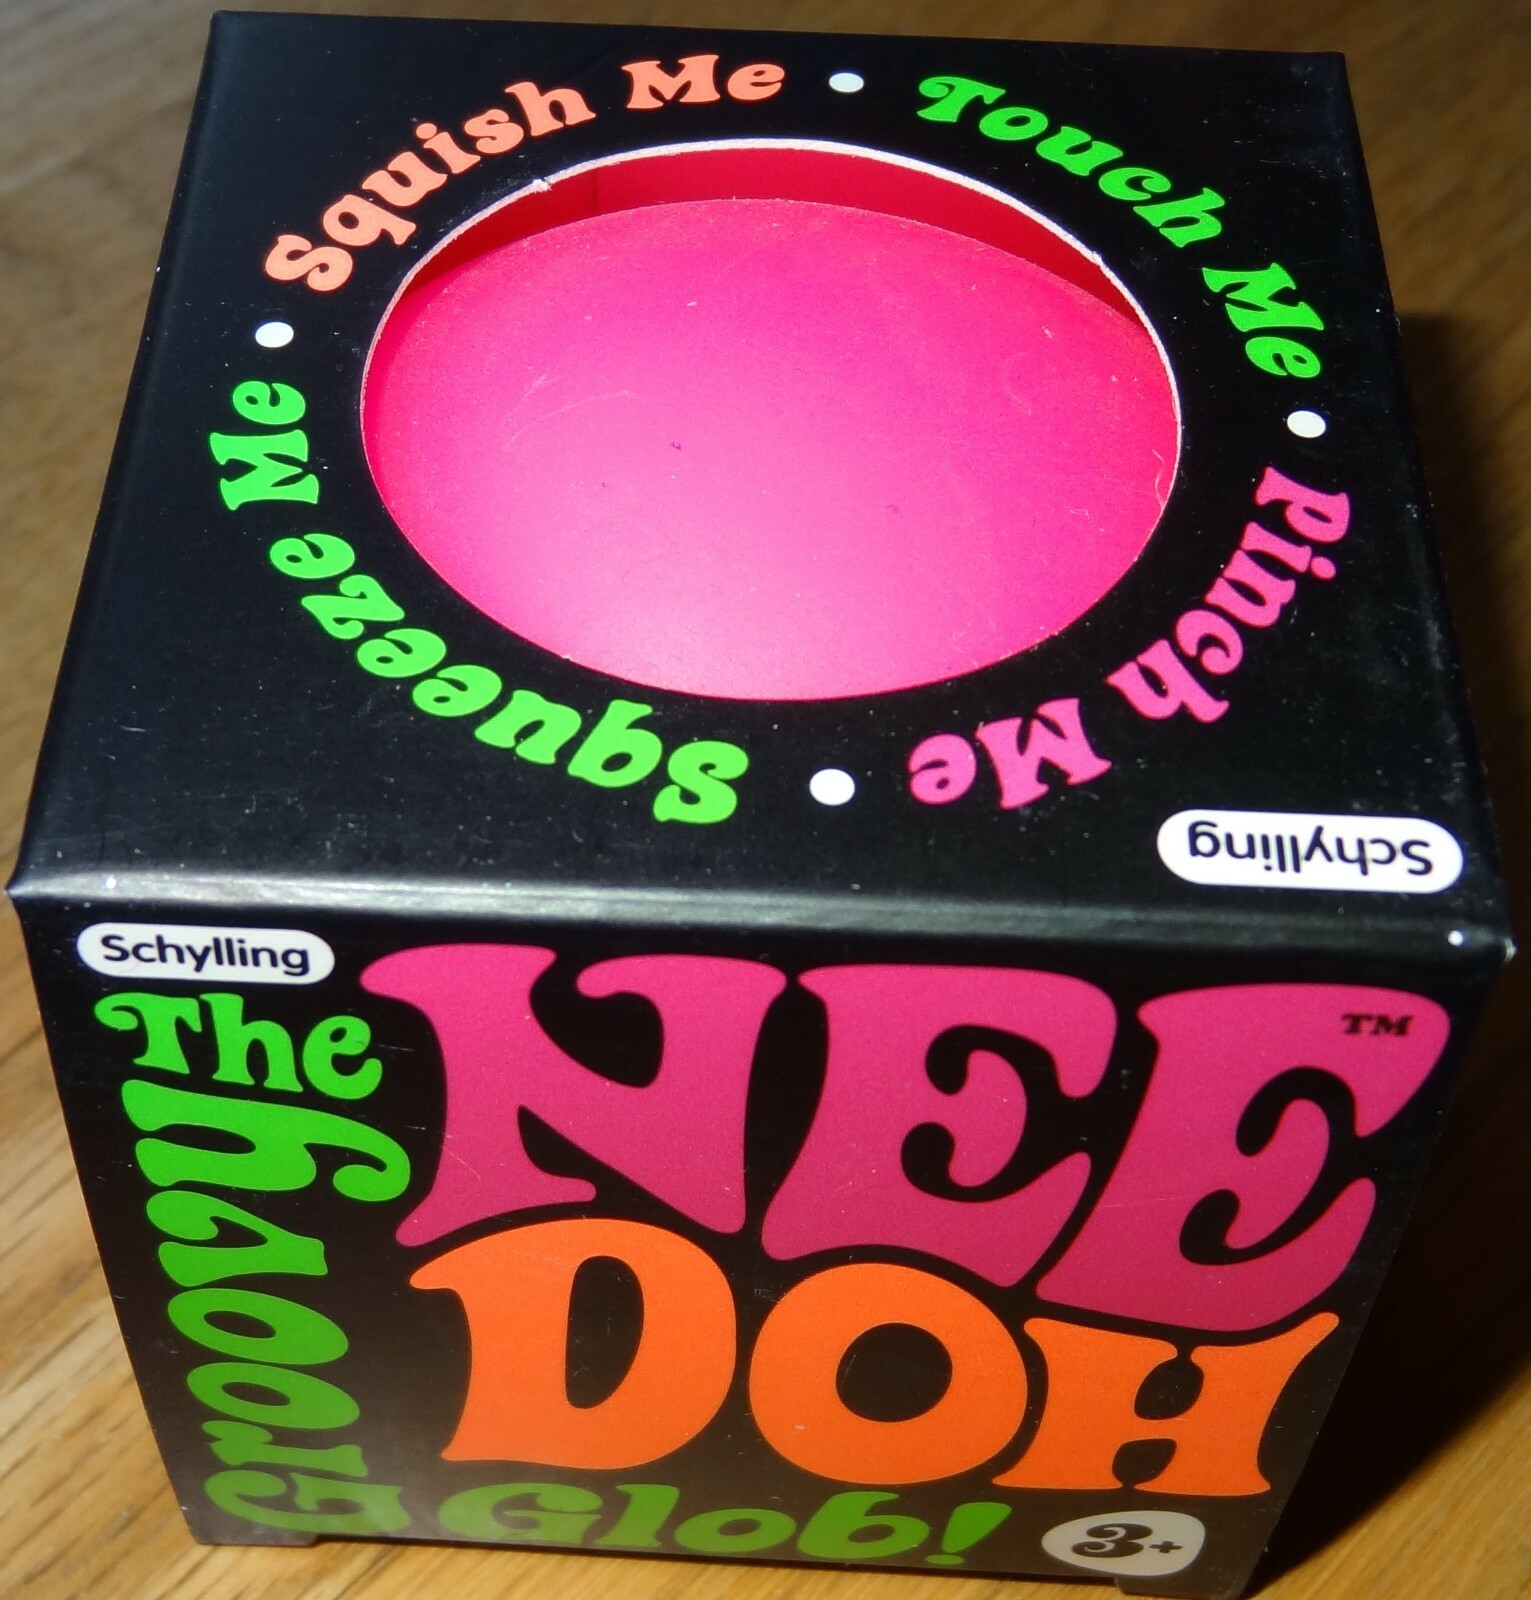 Squish Me • Touch Me • Pinch Me • Squeeze Me •
Schylling
Schylling
The
Groovy
NEE
TM
DOH
Glob!
3+